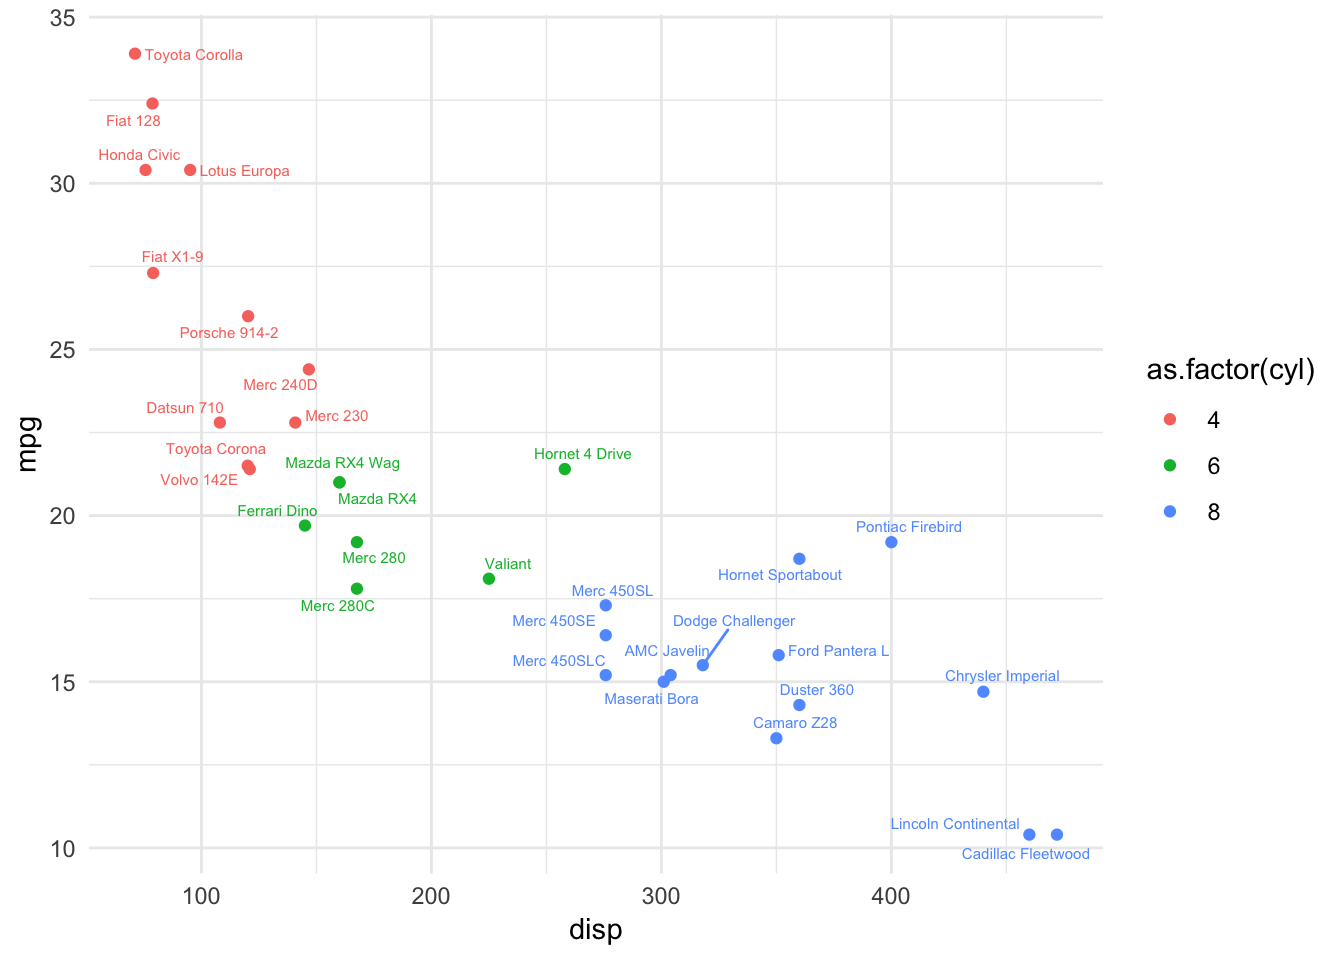 35
Toyota Corolla
Fiat 128
Honda Civic
Lotus Europa
30
Fiat X1-9
Porsche 914-2
25
Merc 240D
Datsun 710
Merc 230
Toyota Corona
Volvo 142E
Mazda RX4 Wag
Mazda RX4
Hornet 4 Drive
Ferrari Dino
20
Merc 280
Merc 280C
Valiant
Pontiac Firebird
Hornet Sportabout
Merc 450SL
Merc 450SE
Dodge Challenger
AMC Javelin
Ford Pantera L
Merc 450SLC
Maserati Bora
15
Chrysler Imperial
Duster 360
Camaro Z28
Lincoln Continental
Cadillac Fleetwood
10
100
200
300
400
disp
mpg
as.factor(cyl)
4
6
8